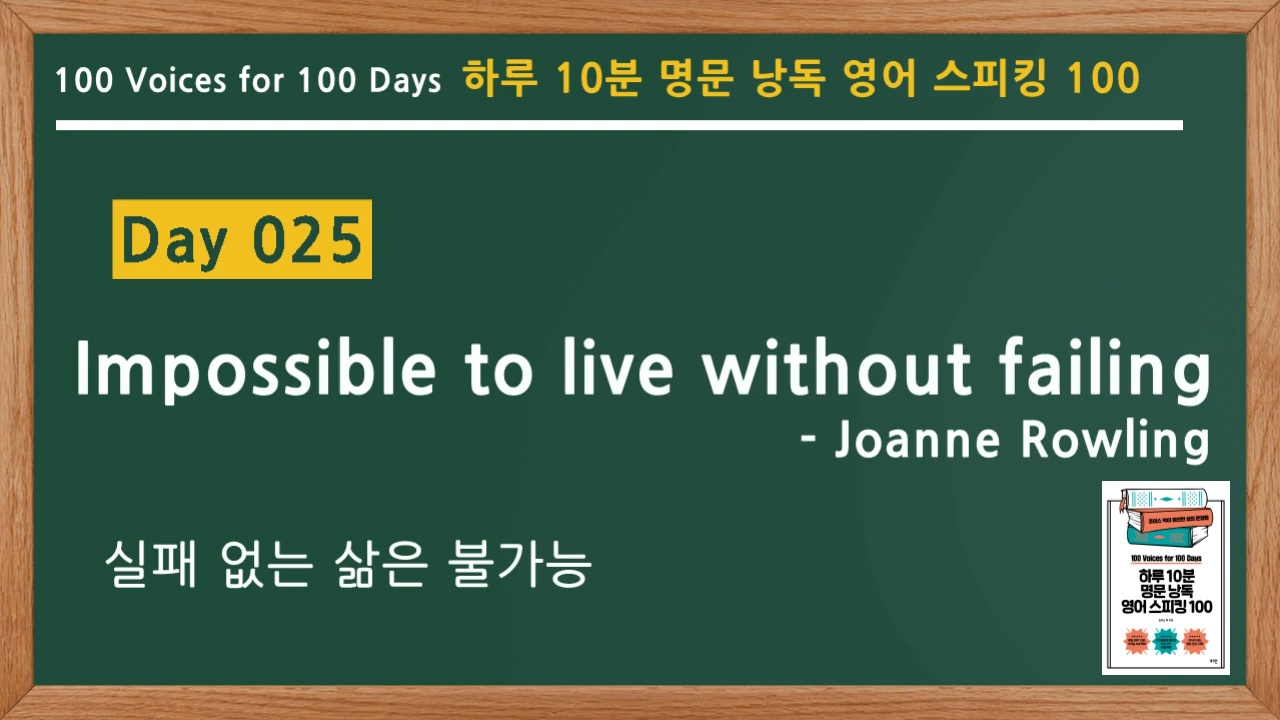 100 Voices for 100 Days 하루 10분 명문 낭독 영어 스피킹 100
Day 025
Impossible to live without failing
- Joanne Rowling
실패 없는 삶은 불가능
100 Voices for 100 Days
하루 10분
명문 낭독
영어 스피킹 100